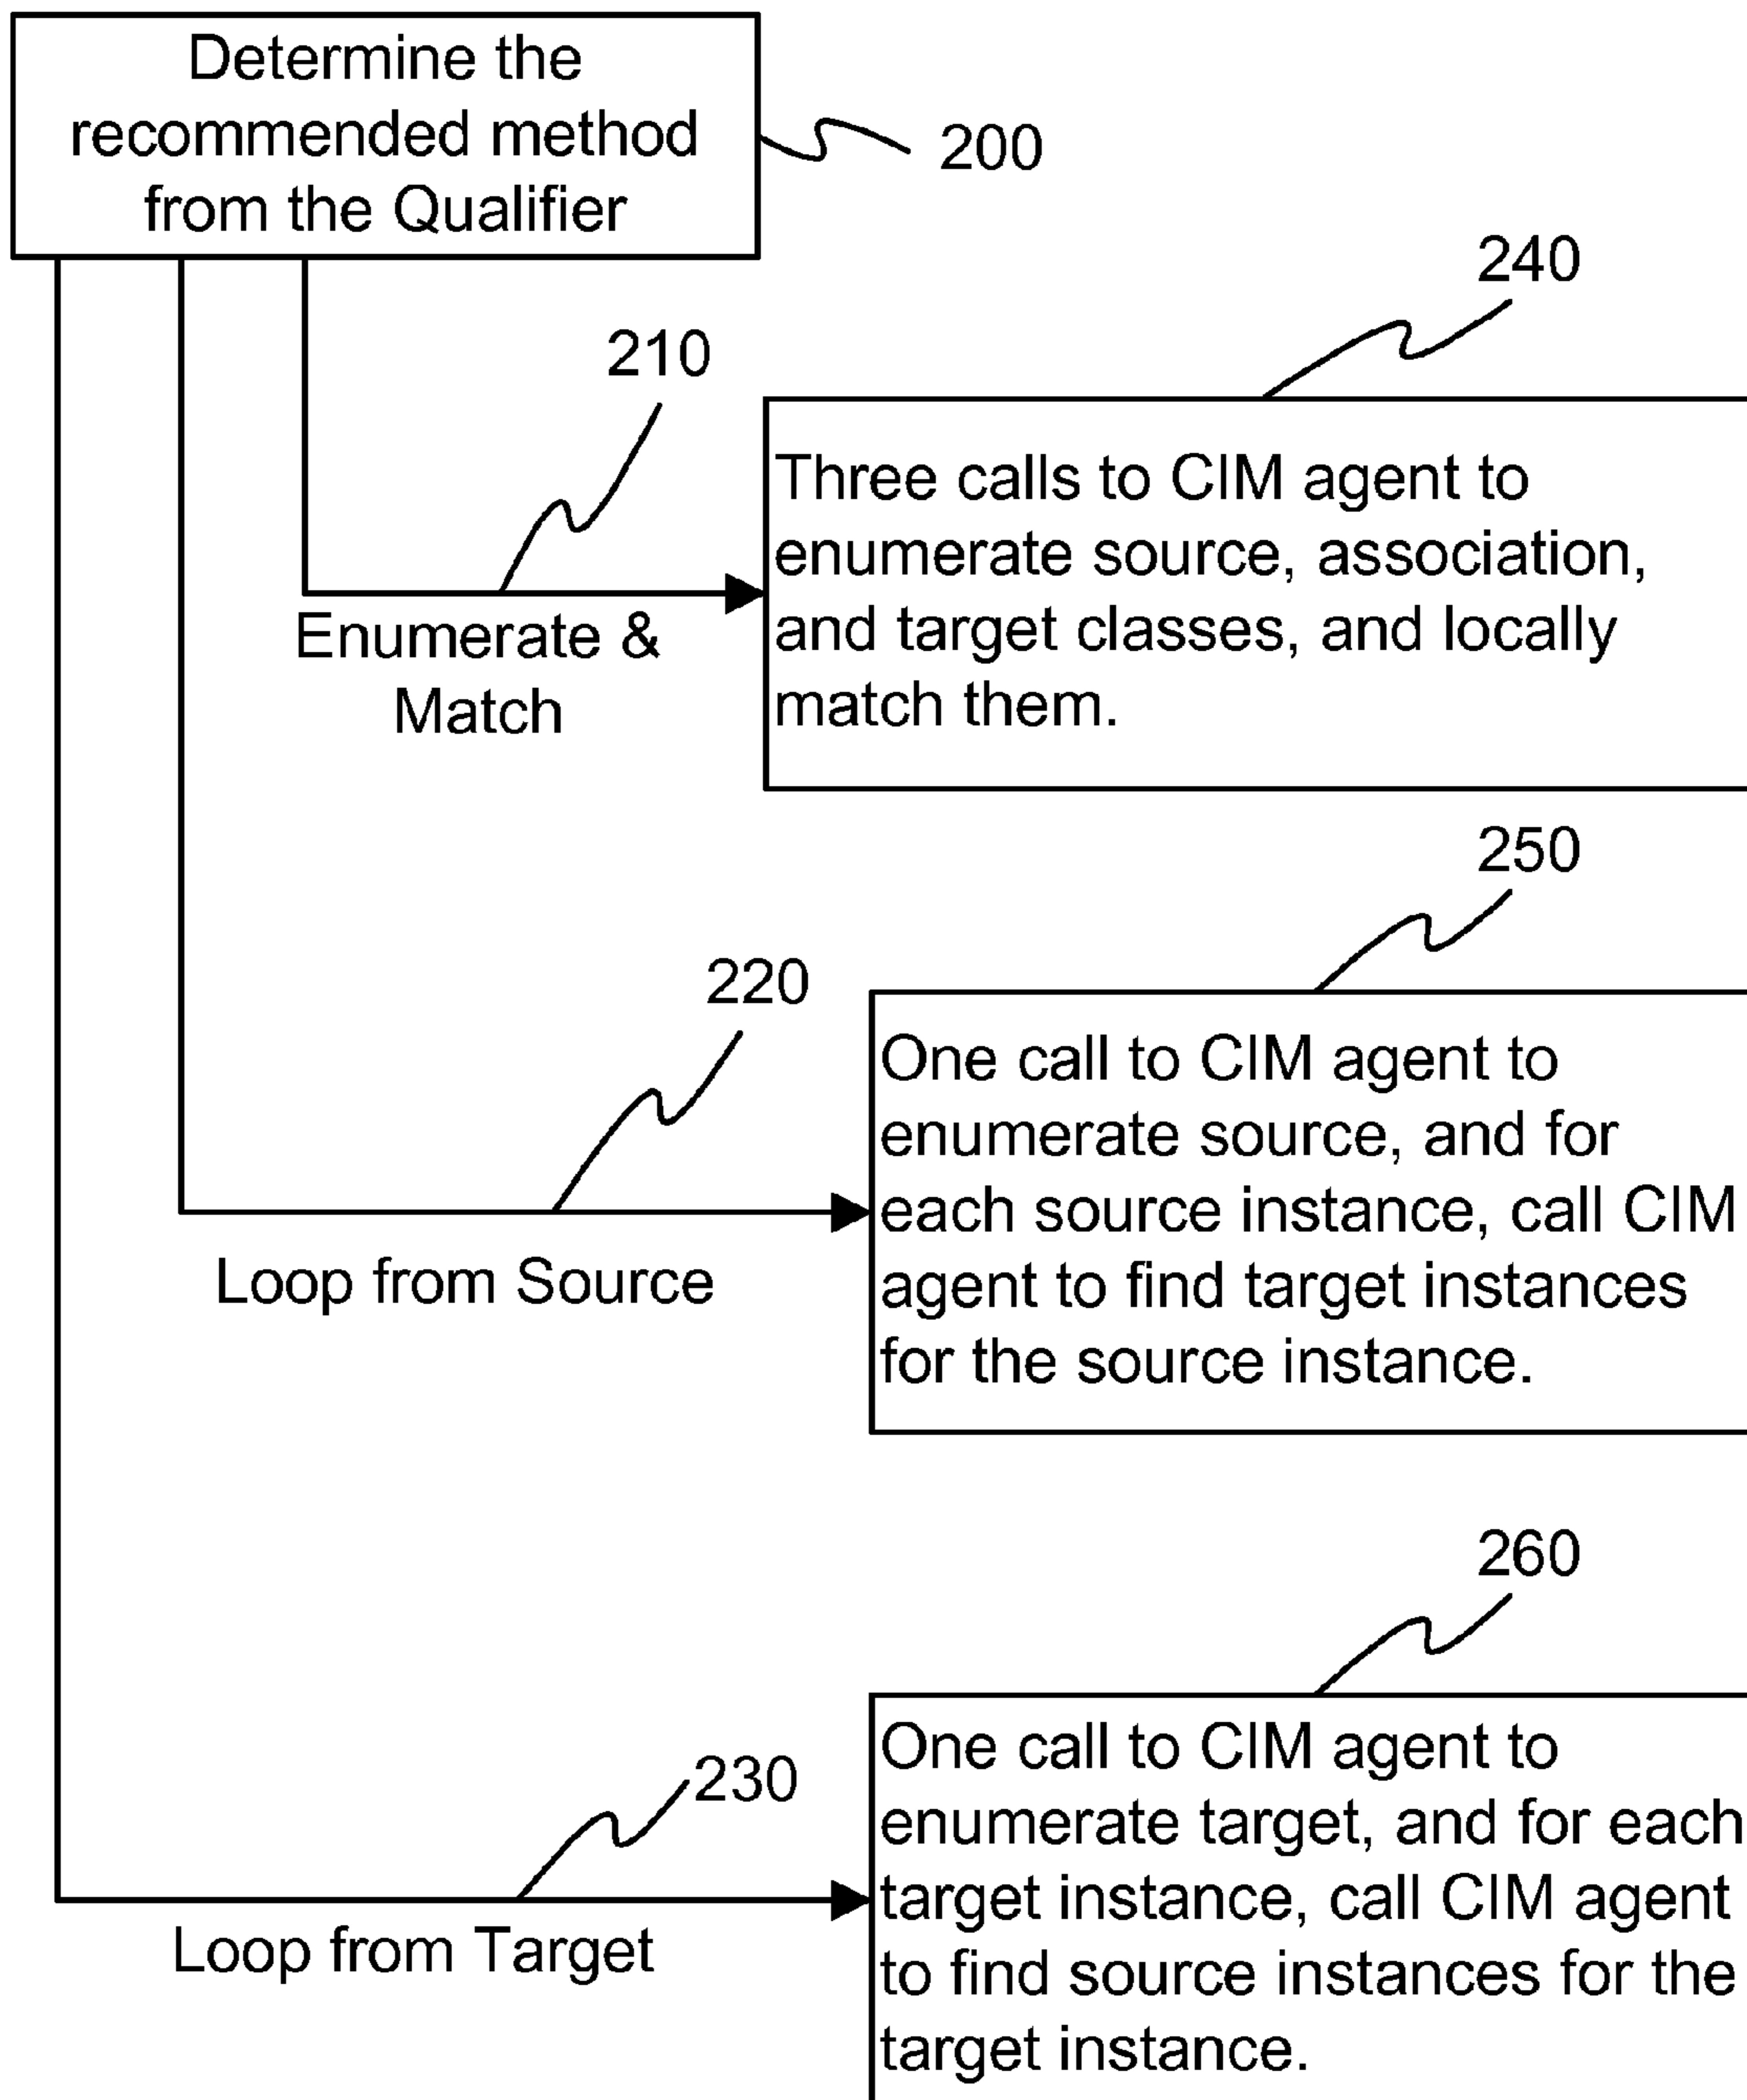 Determine the
recommended method
from the Qualifier
200
240
210
Three calls to CIM agent to
enumerate source, association,
and target classes, and locally
match them.
Enumerate &
Match
250
220
One call to CIM agent to
enumerate source, and for
each source instance, call CIM
agent to find target instances
for the source instance.
Loop from Source
260
230
One call to CIM agent to
enumerate target, and for each
target instance, call CIM agent
to find source instances for the
target instance.
Loop from Target